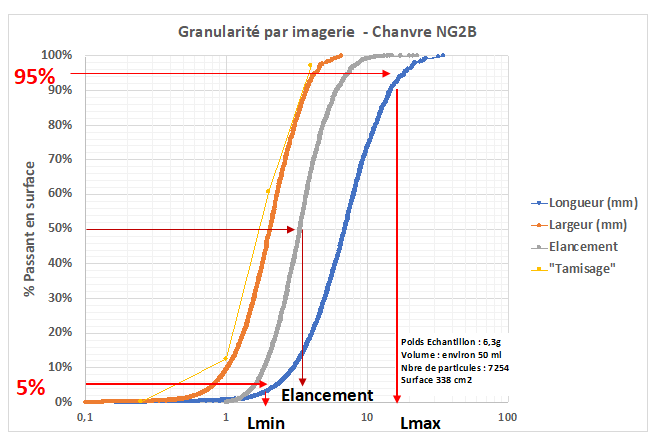 Granularité par imagerie - Chanvre NG2B
% Passant en surface
100%
95%
90%
80%
70%
60%
50%
40%
30%
20%
10%
5%
0%
0,1
1
10
100
Lmin
Elancement
Lmax
Poids Echantillon : 6,3g
Volume : environ 50 ml
Nbre de particules : 7254
Surface 338 cm2
Longueur (mm)
Largeur (mm)
Elancement
"Tamisage"